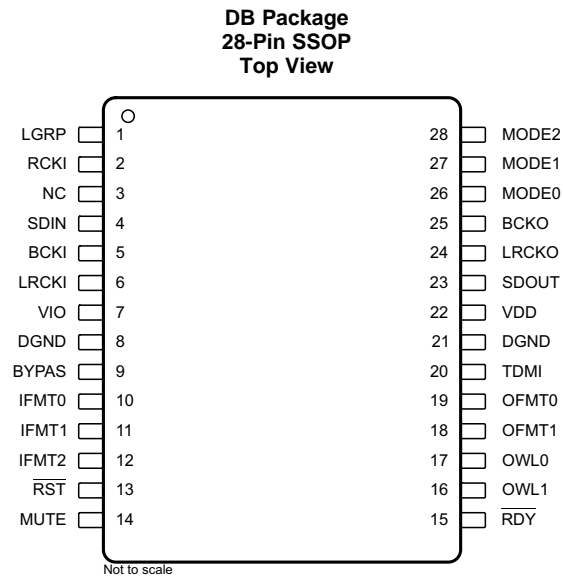 DB Package
28-Pin SSOP
Top View
LGRP 1 28 MODE2
RCKI 2 27 MODE1
NC 3 26 MODE0
SDIN 4 25 BCKO
BCKI 5 24 LRCKO
LRCKI 6 23 SDOUT
VIO 7 22 VDD
DGND 8 21 DGND
BYPAS 9 20 TDMI
IFMT0 10 19 OFMT0
IFMT1 11 18 OFMT1
IFMT2 12 17 OWL0
R̅S̅T̅ 13 16 OWL1
MUTE 14 15 R̅D̅Y̅
Not to scale